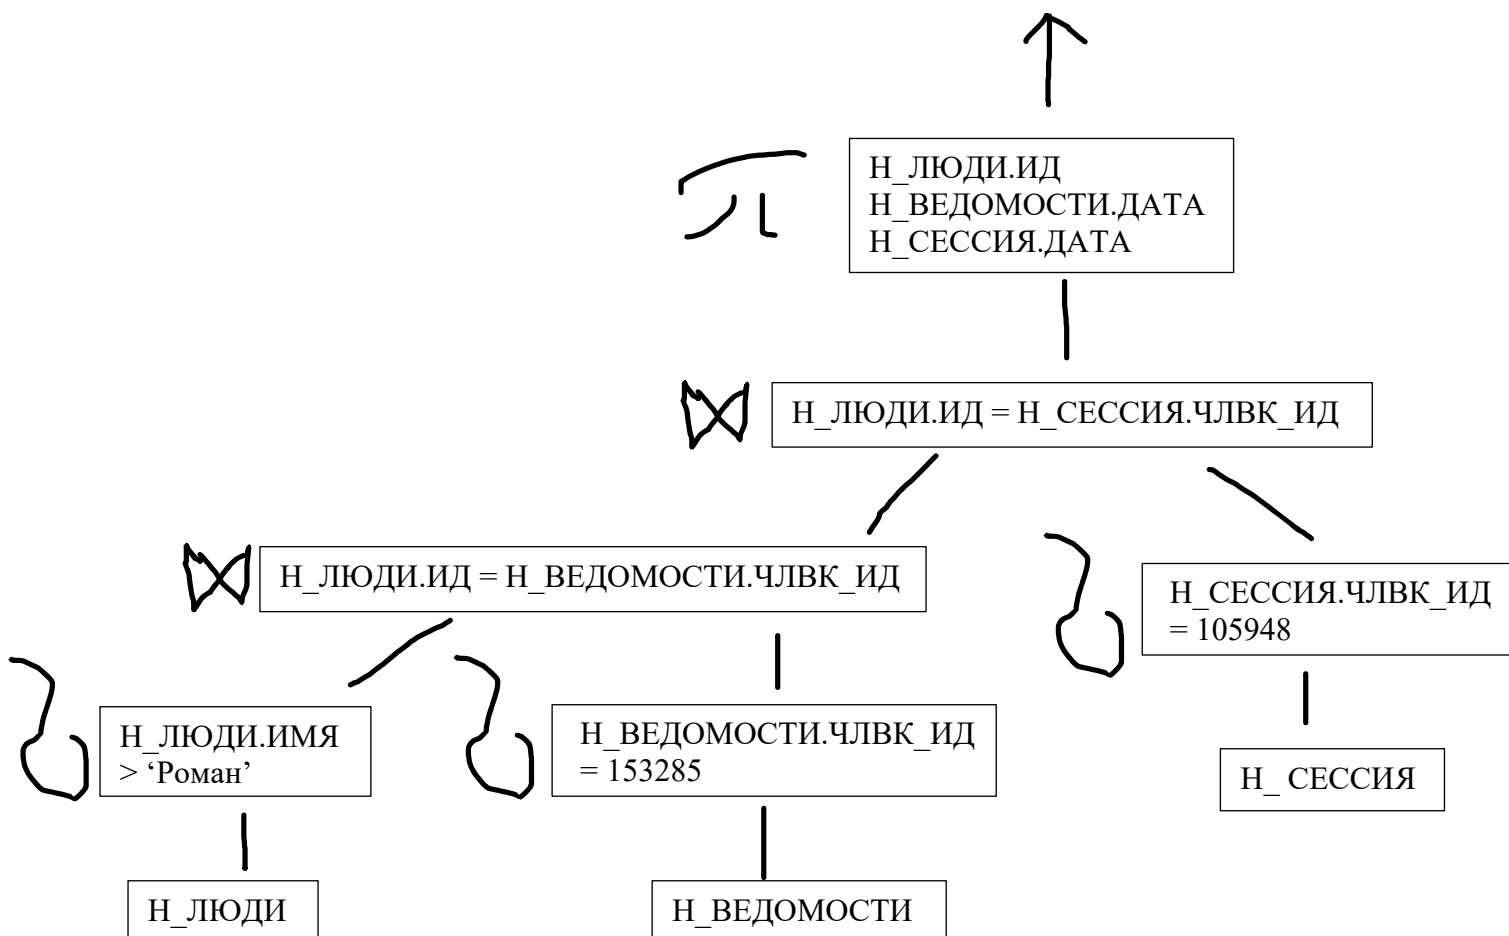 Н_ЛЮДИ.ИД
Н_ВЕДОМОСТИ.ДАТА
Н_СЕССИЯ.ДАТА
Н_ЛЮДИ.ИД = Н_СЕССИЯ.ЧЛВК_ИД
Н_ЛЮДИ.ИД = Н_ВЕДОМОСТИ.ЧЛВК_ИД
Н_СЕССИЯ.ЧЛВК_ИД
= 105948
Н_ЛЮДИ.ИМЯ
> ‘Роман’
Н_ВЕДОМОСТИ.ЧЛВК_ИД
= 153285
Н_ СЕССИЯ
Н_ЛЮДИ
Н_ВЕДОМОСТИ